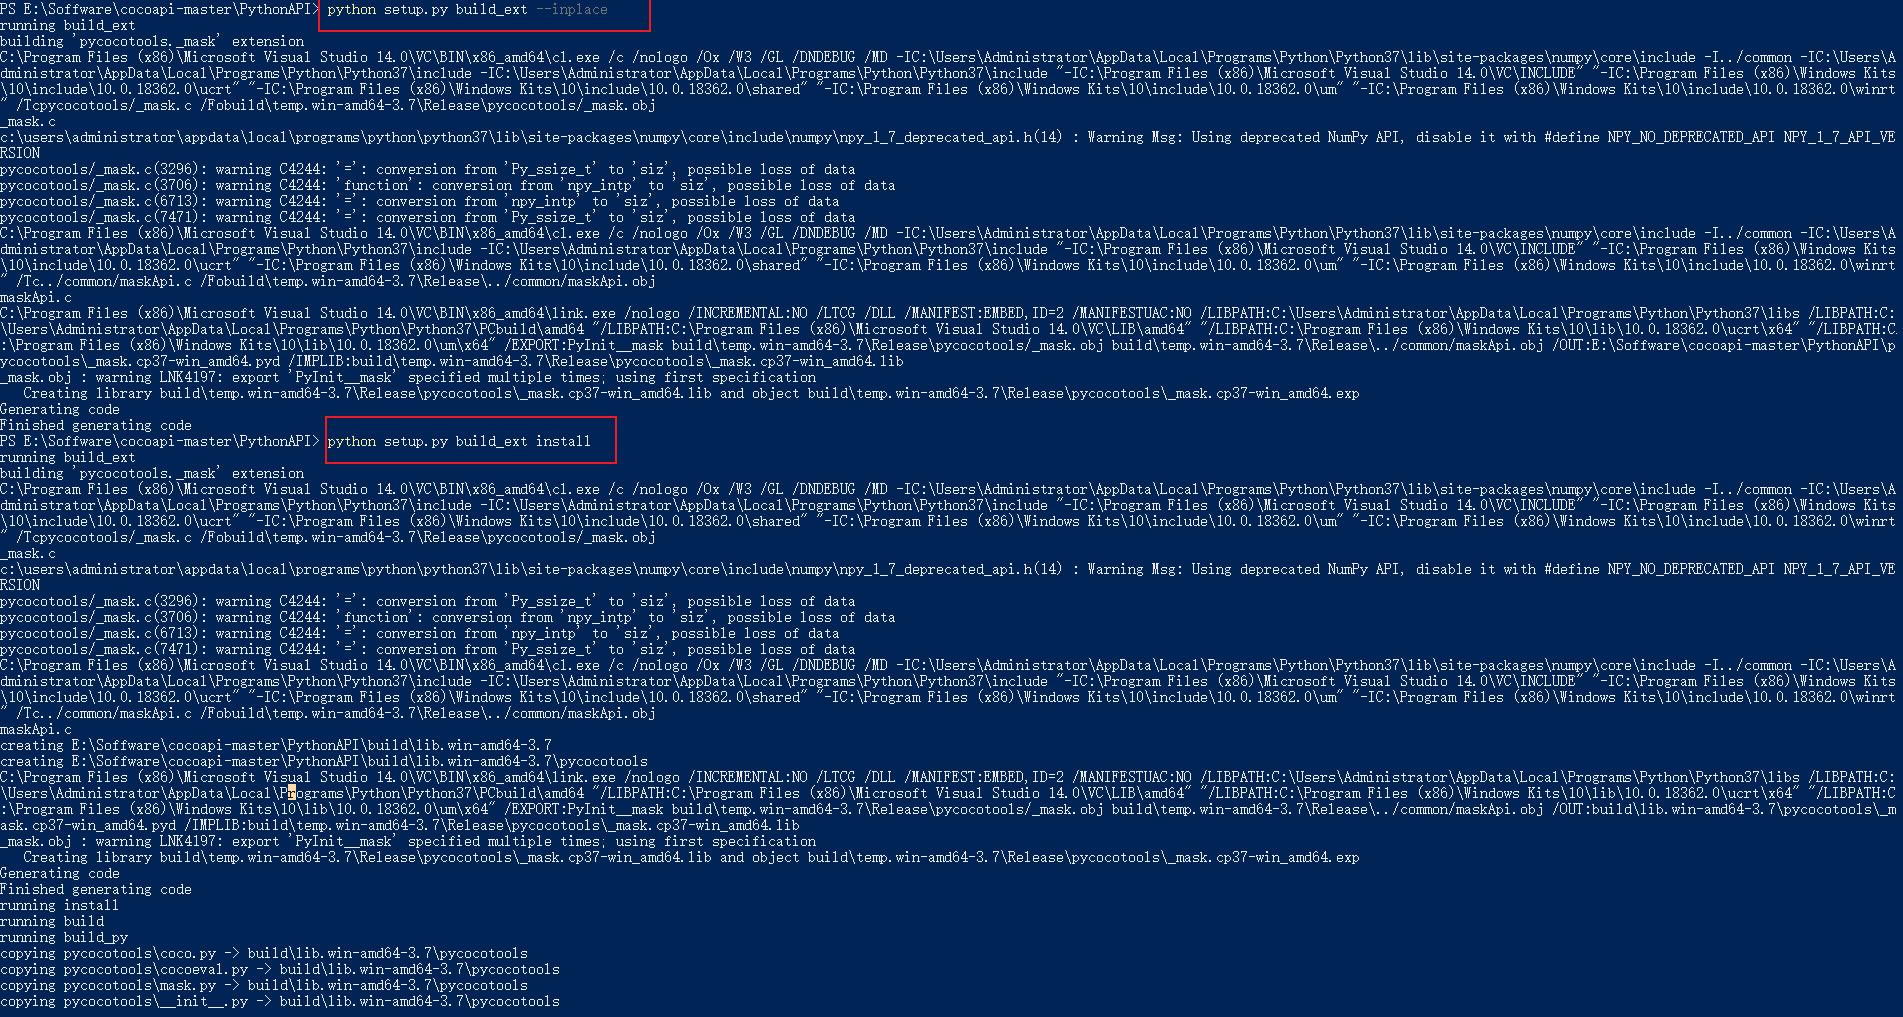 PS E:\Soffware\cocoapi-master\PythonAPI> python setup.py build_ext --inplace
running build_ext
building 'pycocotools._mask' extension
C:\Program Files (x86)\Microsoft Visual Studio 14.0\VC\BIN\x86_amd64\cl.exe /c /nologo /Ox /W3 /GL /DNDEBUG /MD -IC:\Users\Administrator\AppData\Local\Programs\Python\Python37\lib\site-packages\numpy\core\include -I../common -IC:\Users\A
dministrator\AppData\Local\Programs\Python\Python37\include -IC:\Users\Administrator\AppData\Local\Programs\Python\Python37\include "-IC:\Program Files (x86)\Microsoft Visual Studio 14.0\VC\INCLUDE" "-IC:\Program Files (x86)\Windows Kits
\10\include\10.0.18362.0\ucrt" "-IC:\Program Files (x86)\Windows Kits\10\include\10.0.18362.0\shared" "-IC:\Program Files (x86)\Windows Kits\10\include\10.0.18362.0\um" "-IC:\Program Files (x86)\Windows Kits\10\include\10.0.18362.0\winrt
" /Tcpycocotools/_mask.c /Fobuild\temp.win-amd64-3.7\Release\pycocotools/_mask.obj
_mask.c
c:\users\administrator\appdata\local\programs\python\python37\lib\site-packages\numpy\core\include\numpy\npy_1_7_deprecated_api.h(14) : Warning Msg: Using deprecated NumPy API, disable it with #define NPY_NO_DEPRECATED_API NPY_1_7_API_VE
RSION
pycocotools/_mask.c(3296): warning C4244: '=': conversion from 'Py_ssize_t' to 'siz', possible loss of data
pycocotools/_mask.c(3706): warning C4244: 'function': conversion from 'npy_intp' to 'siz', possible loss of data
pycocotools/_mask.c(6713): warning C4244: '=': conversion from 'npy_intp' to 'siz', possible loss of data
pycocotools/_mask.c(7471): warning C4244: '=': conversion from 'Py_ssize_t' to 'siz', possible loss of data
C:\Program Files (x86)\Microsoft Visual Studio 14.0\VC\BIN\x86_amd64\cl.exe /c /nologo /Ox /W3 /GL /DNDEBUG /MD -IC:\Users\Administrator\AppData\Local\Programs\Python\Python37\lib\site-packages\numpy\core\include -I../common -IC:\Users\A
dministrator\AppData\Local\Programs\Python\Python37\include -IC:\Users\Administrator\AppData\Local\Programs\Python\Python37\include "-IC:\Program Files (x86)\Microsoft Visual Studio 14.0\VC\INCLUDE" "-IC:\Program Files (x86)\Windows Kits
\10\include\10.0.18362.0\ucrt" "-IC:\Program Files (x86)\Windows Kits\10\include\10.0.18362.0\shared" "-IC:\Program Files (x86)\Windows Kits\10\include\10.0.18362.0\um" "-IC:\Program Files (x86)\Windows Kits\10\include\10.0.18362.0\winrt
" /Tc../common/maskApi.c /Fobuild\temp.win-amd64-3.7\Release\../common/maskApi.obj
maskApi.c
C:\Program Files (x86)\Microsoft Visual Studio 14.0\VC\BIN\x86_amd64\link.exe /nologo /INCREMENTAL:NO /LTCG /DLL /MANIFEST:EMBED,ID=2 /MANIFESTUAC:NO /LIBPATH:C:\Users\Administrator\AppData\Local\Programs\Python\Python37\libs /LIBPATH:C:
\Users\Administrator\AppData\Local\Programs\Python\Python37\PCbuild\amd64 "/LIBPATH:C:\Program Files (x86)\Microsoft Visual Studio 14.0\VC\LIB\amd64" "/LIBPATH:C:\Program Files (x86)\Windows Kits\10\lib\10.0.18362.0\ucrt\x64" "/LIBPATH:C
:\Program Files (x86)\Windows Kits\10\lib\10.0.18362.0\um\x64" /EXPORT:PyInit__mask build\temp.win-amd64-3.7\Release\pycocotools/_mask.obj build\temp.win-amd64-3.7\Release\../common/maskApi.obj /OUT:E:\Soffware\cocoapi-master\PythonAPI\p
ycocotools\_mask.cp37-win_amd64.pyd /IMPLIB:build\temp.win-amd64-3.7\Release\pycocotools\_mask.cp37-win_amd64.lib
_mask.obj : warning LNK4197: export 'PyInit__mask' specified multiple times; using first specification
   Creating library build\temp.win-amd64-3.7\Release\pycocotools\_mask.cp37-win_amd64.lib and object build\temp.win-amd64-3.7\Release\pycocotools\_mask.cp37-win_amd64.exp
Generating code
Finished generating code
PS E:\Soffware\cocoapi-master\PythonAPI> python setup.py build_ext install
running build_ext
building 'pycocotools._mask' extension
C:\Program Files (x86)\Microsoft Visual Studio 14.0\VC\BIN\x86_amd64\cl.exe /c /nologo /Ox /W3 /GL /DNDEBUG /MD -IC:\Users\Administrator\AppData\Local\Programs\Python\Python37\lib\site-packages\numpy\core\include -I../common -IC:\Users\A
dministrator\AppData\Local\Programs\Python\Python37\include -IC:\Users\Administrator\AppData\Local\Programs\Python\Python37\include "-IC:\Program Files (x86)\Microsoft Visual Studio 14.0\VC\INCLUDE" "-IC:\Program Files (x86)\Windows Kits
\10\include\10.0.18362.0\ucrt" "-IC:\Program Files (x86)\Windows Kits\10\include\10.0.18362.0\shared" "-IC:\Program Files (x86)\Windows Kits\10\include\10.0.18362.0\um" "-IC:\Program Files (x86)\Windows Kits\10\include\10.0.18362.0\winrt
" /Tcpycocotools/_mask.c /Fobuild\temp.win-amd64-3.7\Release\pycocotools/_mask.obj
_mask.c
c:\users\administrator\appdata\local\programs\python\python37\lib\site-packages\numpy\core\include\numpy\npy_1_7_deprecated_api.h(14) : Warning Msg: Using deprecated NumPy API, disable it with #define NPY_NO_DEPRECATED_API NPY_1_7_API_VE
RSION
pycocotools/_mask.c(3296): warning C4244: '=': conversion from 'Py_ssize_t' to 'siz', possible loss of data
pycocotools/_mask.c(3706): warning C4244: 'function': conversion from 'npy_intp' to 'siz', possible loss of data
pycocotools/_mask.c(6713): warning C4244: '=': conversion from 'npy_intp' to 'siz', possible loss of data
pycocotools/_mask.c(7471): warning C4244: '=': conversion from 'Py_ssize_t' to 'siz', possible loss of data
C:\Program Files (x86)\Microsoft Visual Studio 14.0\VC\BIN\x86_amd64\cl.exe /c /nologo /Ox /W3 /GL /DNDEBUG /MD -IC:\Users\Administrator\AppData\Local\Programs\Python\Python37\lib\site-packages\numpy\core\include -I../common -IC:\Users\A
dministrator\AppData\Local\Programs\Python\Python37\include -IC:\Users\Administrator\AppData\Local\Programs\Python\Python37\include "-IC:\Program Files (x86)\Microsoft Visual Studio 14.0\VC\INCLUDE" "-IC:\Program Files (x86)\Windows Kits
\10\include\10.0.18362.0\ucrt" "-IC:\Program Files (x86)\Windows Kits\10\include\10.0.18362.0\shared" "-IC:\Program Files (x86)\Windows Kits\10\include\10.0.18362.0\um" "-IC:\Program Files (x86)\Windows Kits\10\include\10.0.18362.0\winrt
" /Tc../common/maskApi.c /Fobuild\temp.win-amd64-3.7\Release\../common/maskApi.obj
maskApi.c
creating E:\Soffware\cocoapi-master\PythonAPI\build\lib.win-amd64-3.7
creating E:\Soffware\cocoapi-master\PythonAPI\build\lib.win-amd64-3.7\pycocotools
C:\Program Files (x86)\Microsoft Visual Studio 14.0\VC\BIN\x86_amd64\link.exe /nologo /INCREMENTAL:NO /LTCG /DLL /MANIFEST:EMBED,ID=2 /MANIFESTUAC:NO /LIBPATH:C:\Users\Administrator\AppData\Local\Programs\Python\Python37\libs /LIBPATH:C:
\Users\Administrator\AppData\Local\Programs\Python\Python37\PCbuild\amd64 "/LIBPATH:C:\Program Files (x86)\Microsoft Visual Studio 14.0\VC\LIB\amd64" "/LIBPATH:C:\Program Files (x86)\Windows Kits\10\lib\10.0.18362.0\ucrt\x64" "/LIBPATH:C
:\Program Files (x86)\Windows Kits\10\lib\10.0.18362.0\um\x64" /EXPORT:PyInit__mask build\temp.win-amd64-3.7\Release\pycocotools/_mask.obj build\temp.win-amd64-3.7\Release\../common/maskApi.obj /OUT:build\lib.win-amd64-3.7\pycocotools\_m
ask.cp37-win_amd64.pyd /IMPLIB:build\temp.win-amd64-3.7\Release\pycocotools\_mask.cp37-win_amd64.lib
_mask.obj : warning LNK4197: export 'PyInit__mask' specified multiple times; using first specification
   Creating library build\temp.win-amd64-3.7\Release\pycocotools\_mask.cp37-win_amd64.lib and object build\temp.win-amd64-3.7\Release\pycocotools\_mask.cp37-win_amd64.exp
Generating code
Finished generating code
running install
running build
running build_py
copying pycocotools\coco.py -> build\lib.win-amd64-3.7\pycocotools
copying pycocotools\cocoeval.py -> build\lib.win-amd64-3.7\pycocotools
copying pycocotools\mask.py -> build\lib.win-amd64-3.7\pycocotools
copying pycocotools\__init__.py -> build\lib.win-amd64-3.7\pycocotools